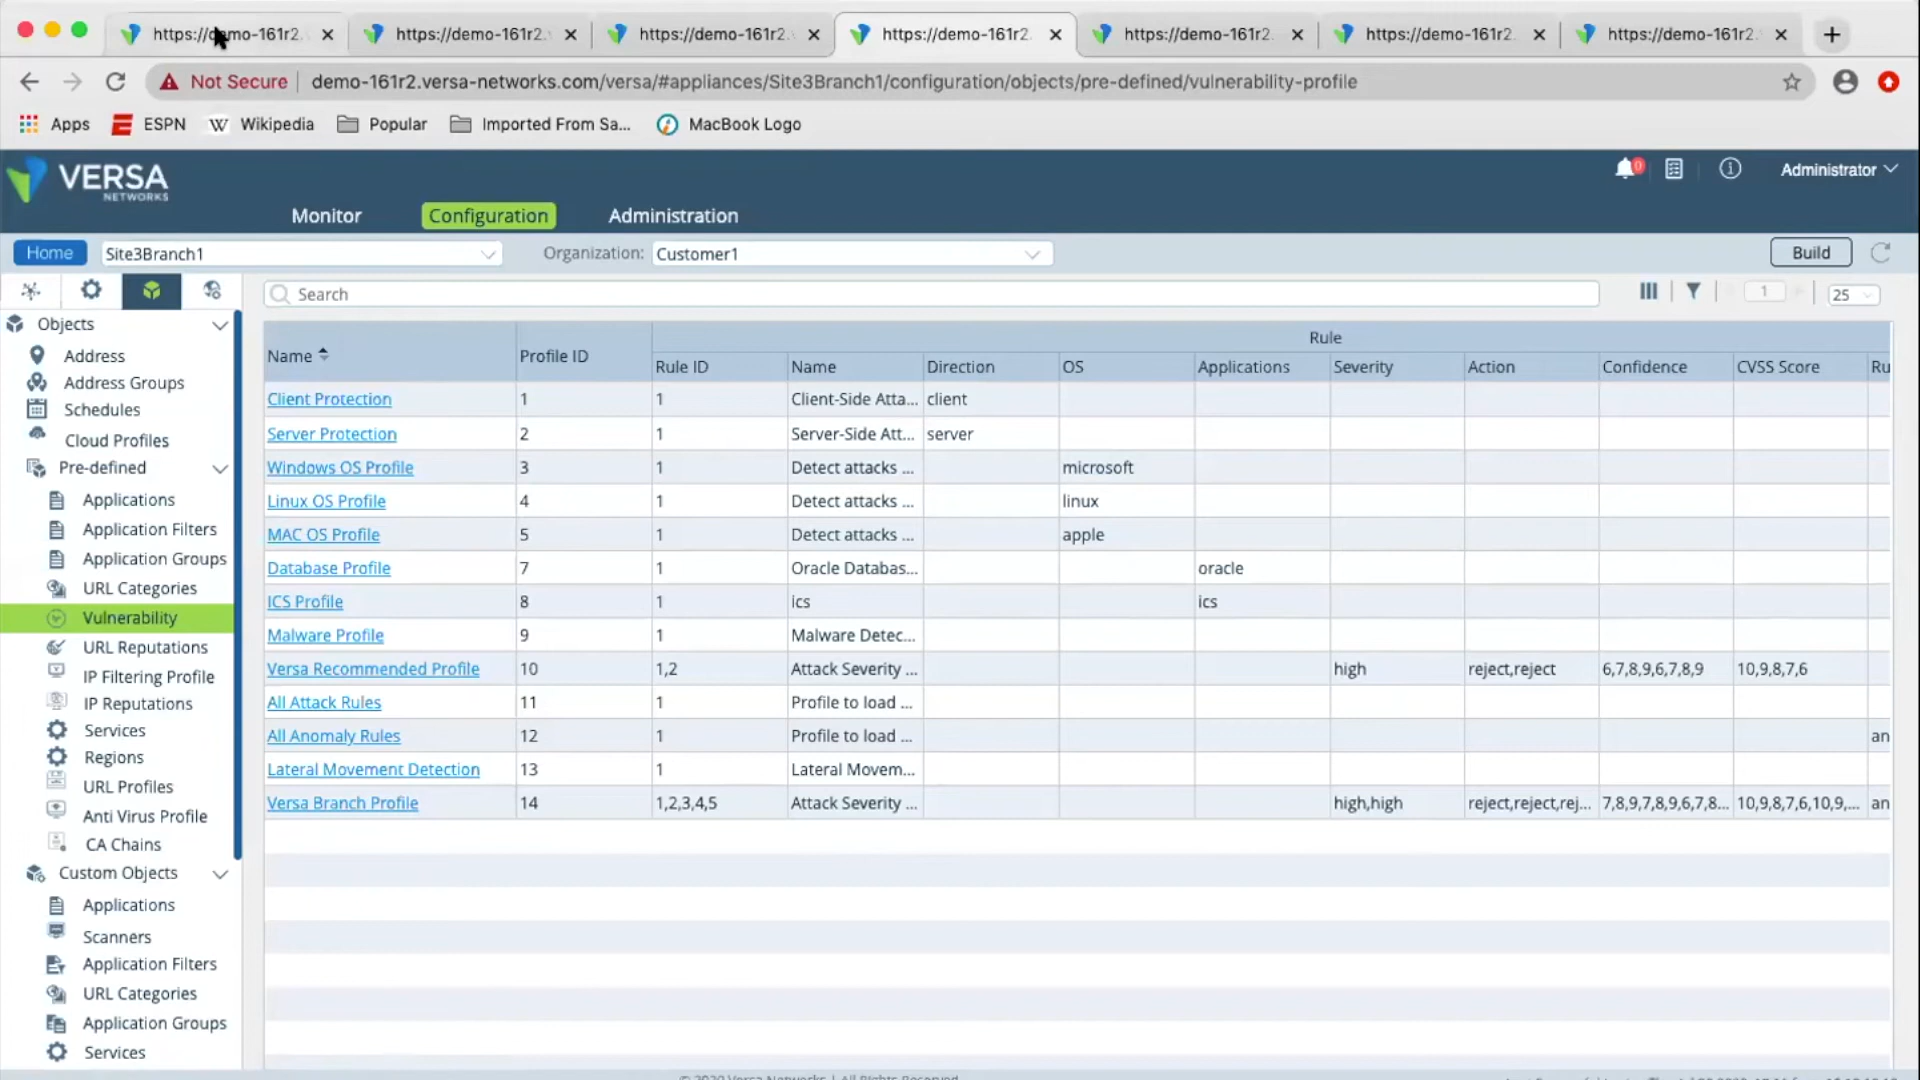 https://demo-161r2. https://demo-161r2. https://demo-161r2. https://demo-161r2. https://demo-161r2. https://demo-161r2. https://demo-161r2.
Not Secure demo-161r2.versa-networks.com/versa/#appliances/Site3Branch1/configuration/objects/pre-defined/vulnerability-profile
Apps ESPN W Wikipedia Popular Imported From Sa... MacBook Logo
VERSA
NETWORKS
0 Administrator
Monitor Configuration Administration
Home Site3Branch1 Organization: Customer1 Build
Search 1 25
Objects
Address
Address Groups
Schedules
Cloud Profiles
Pre-defined
Applications
Application Filters
Application Groups
URL Categories
Vulnerability
URL Reputations
IP Filtering Profile
IP Reputations
Services
Regions
URL Profiles
Anti Virus Profile
CA Chains
Custom Objects
Applications
Scanners
Application Filters
URL Categories
Application Groups
Services
Name Profile ID Rule
Rule ID Name Direction OS Applications Severity Action Confidence CVSS Score Ru
Client Protection 1 1 Client-Side Atta... client
Server Protection 2 1 Server-Side Att... server
Windows OS Profile 3 1 Detect attacks ... microsoft
Linux OS Profile 4 1 Detect attacks ... linux
MAC OS Profile 5 1 Detect attacks ... apple
Database Profile 7 1 Oracle Databas... oracle
ICS Profile 8 1 ics ics
Malware Profile 9 1 Malware Detec...
Versa Recommended Profile 10 1,2 Attack Severity ... high reject,reject 6,7,8,9,6,7,8,9 10,9,8,7,6
All Attack Rules 11 1 Profile to load ...
All Anomaly Rules 12 1 Profile to load ... an
Lateral Movement Detection 13 1 Lateral Movem...
Versa Branch Profile 14 1,2,3,4,5 Attack Severity ... high,high reject,reject,rej... 7,8,9,7,8,9,6,7,8... 10,9,8,7,6,10,9,... an
© 2020 Versa Networks | All Rights Reserved